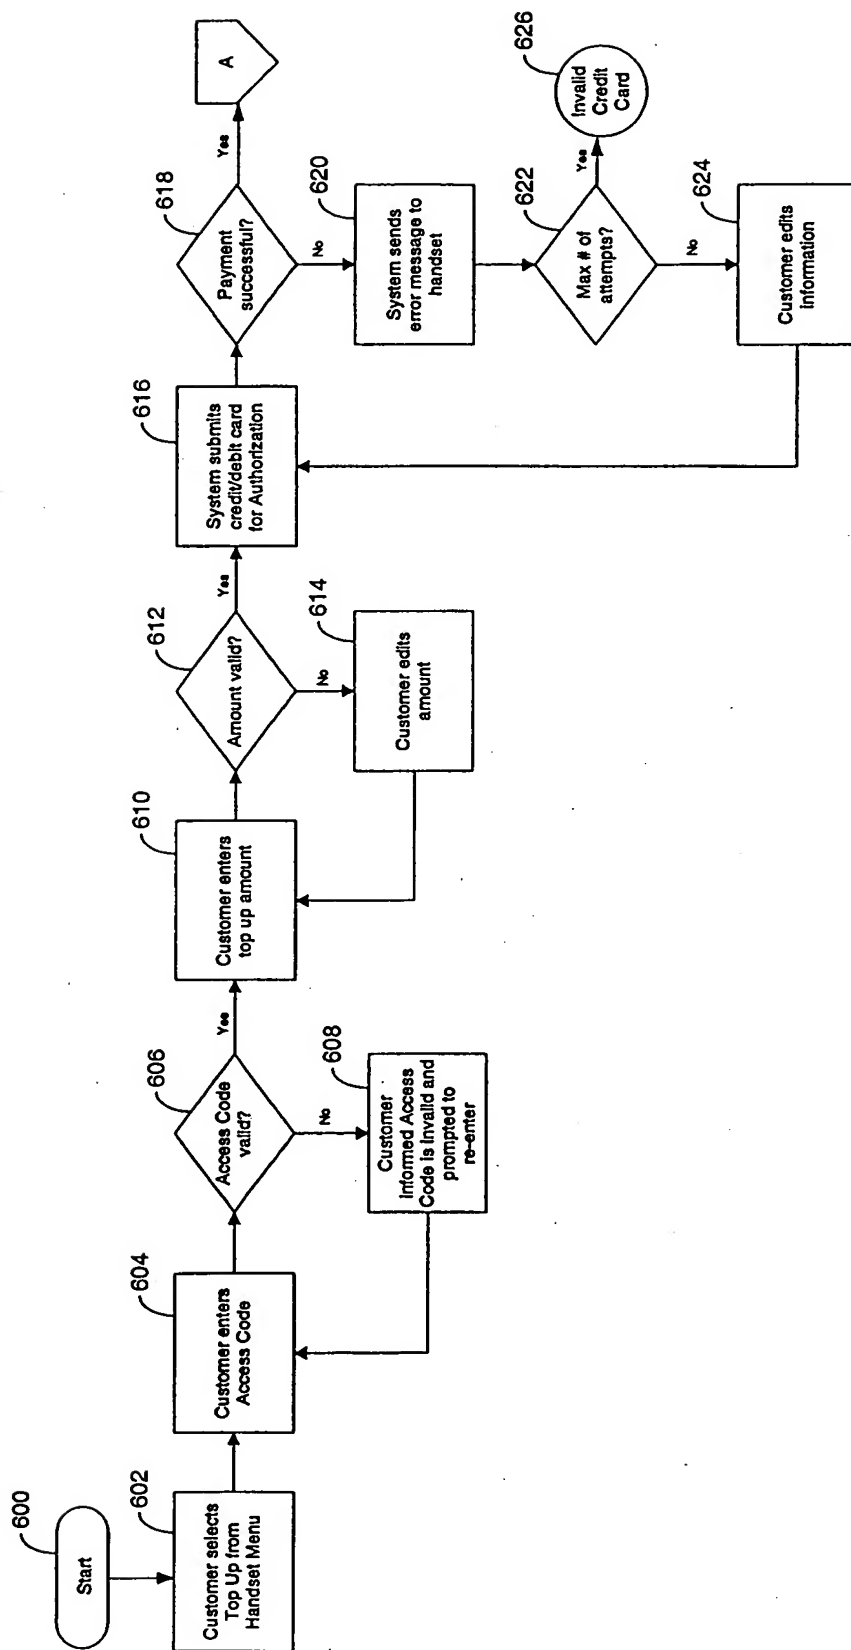 600
Start
602
Customer selects
Top Up from
Handset Menu
604
Customer enters
Access Code
606
Access Code
valid?
Yes
No
608
Customer
Informed Access
Code is Invalid and
prompted to
re-enter
610
Customer enters
top up amount
612
Amount valid?
Yes
No
614
Customer edits
amount
616
System submits
credit/debit card
for Authorization
618
Payment
successful?
Yes
A
No
620
System sends
error message to
handset
622
Max # of
attempts?
Yes
626
Invalid
Credit
Card
No
624
Customer edits
information